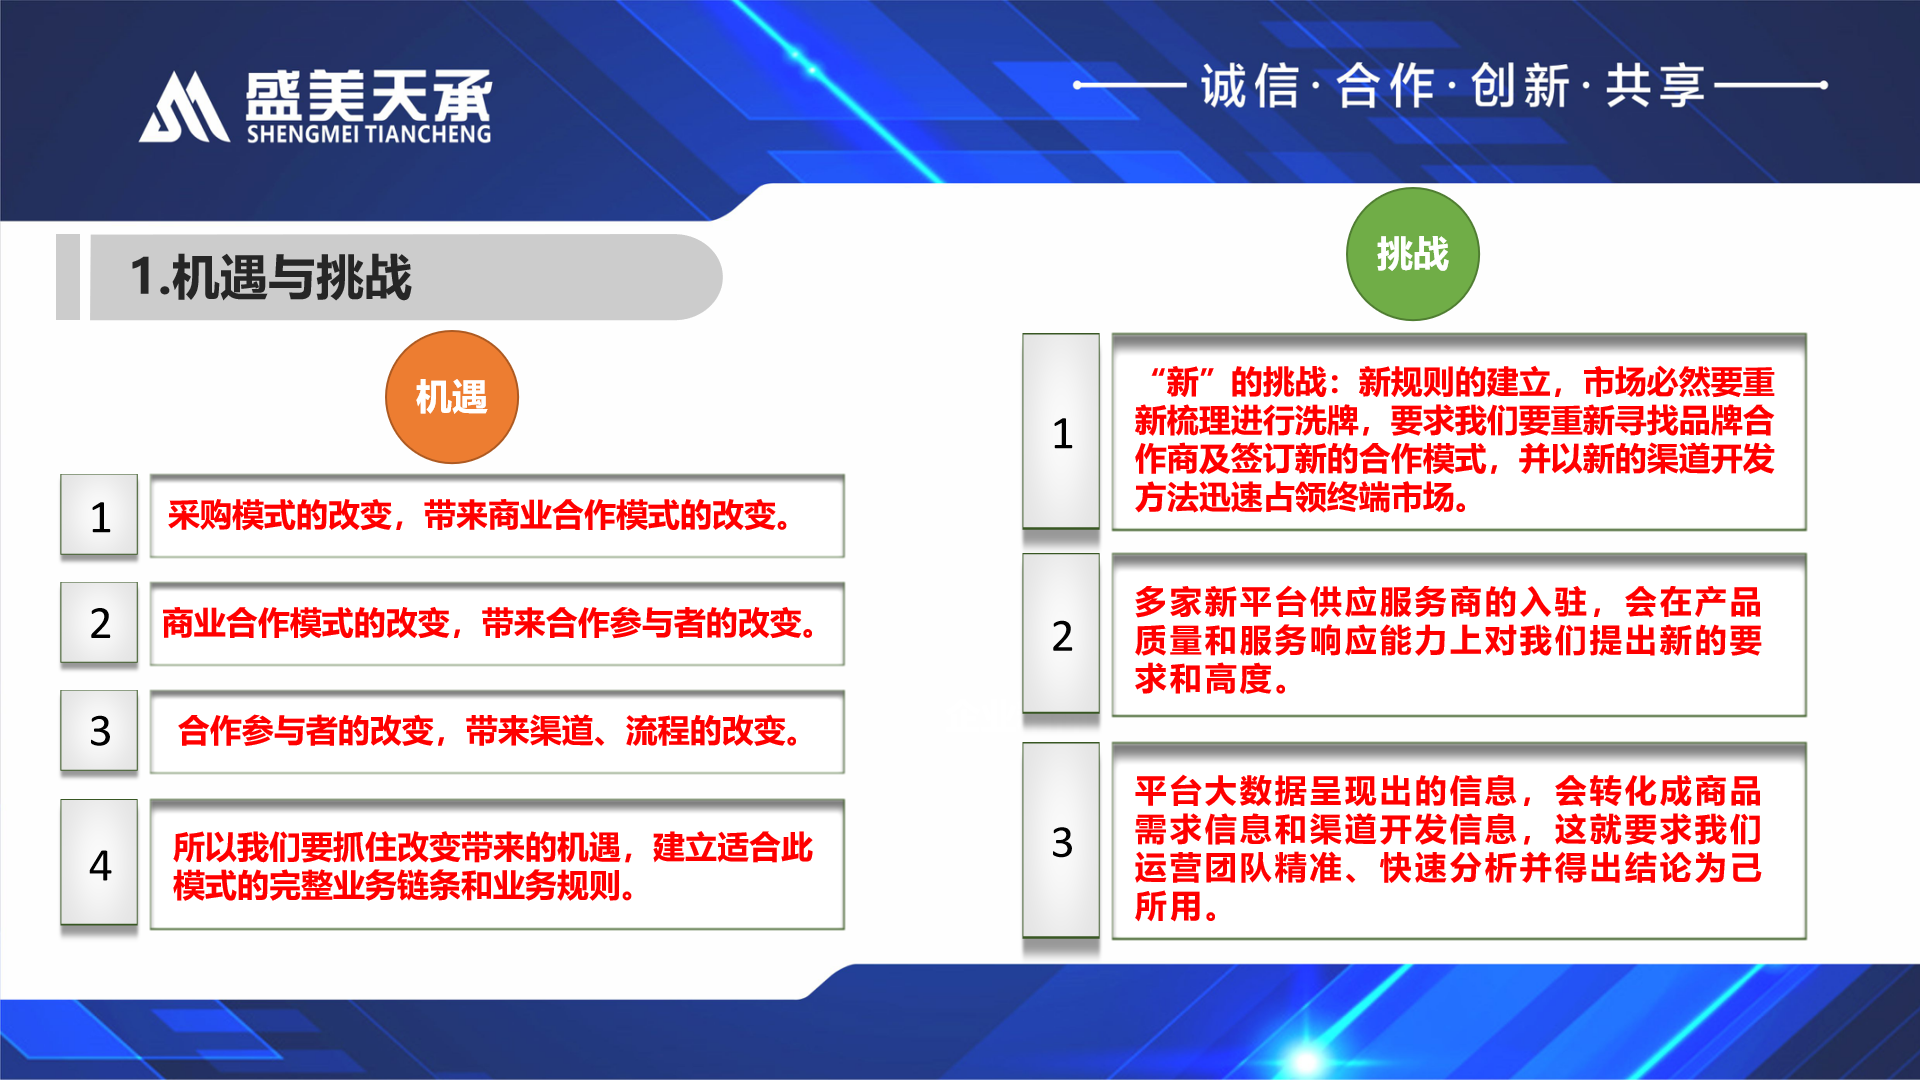 盛美天承
SHENGMEI TIANCHENG
诚信·合作·创新·共享
1.机遇与挑战
机遇
1
采购模式的改变，带来商业合作模式的改变。
2
商业合作模式的改变，带来合作参与者的改变。
3
合作参与者的改变，带来渠道、流程的改变。
4
所以我们要抓住改变带来的机遇，建立适合此
模式的完整业务链条和业务规则。
挑战
1
“新”的挑战：新规则的建立，市场必然要重
新梳理进行洗牌，要求我们要重新寻找品牌合
作商及签订新的合作模式，并以新的渠道开发
方法迅速占领终端市场。
2
多家新平台供应服务商的入驻，会在产品
质量和服务响应能力上对我们提出新的要
求和高度。
3
平台大数据呈现出的信息，会转化成商品
需求信息和渠道开发信息，这就要求我们
运营团队精准、快速分析并得出结论为己
所用。